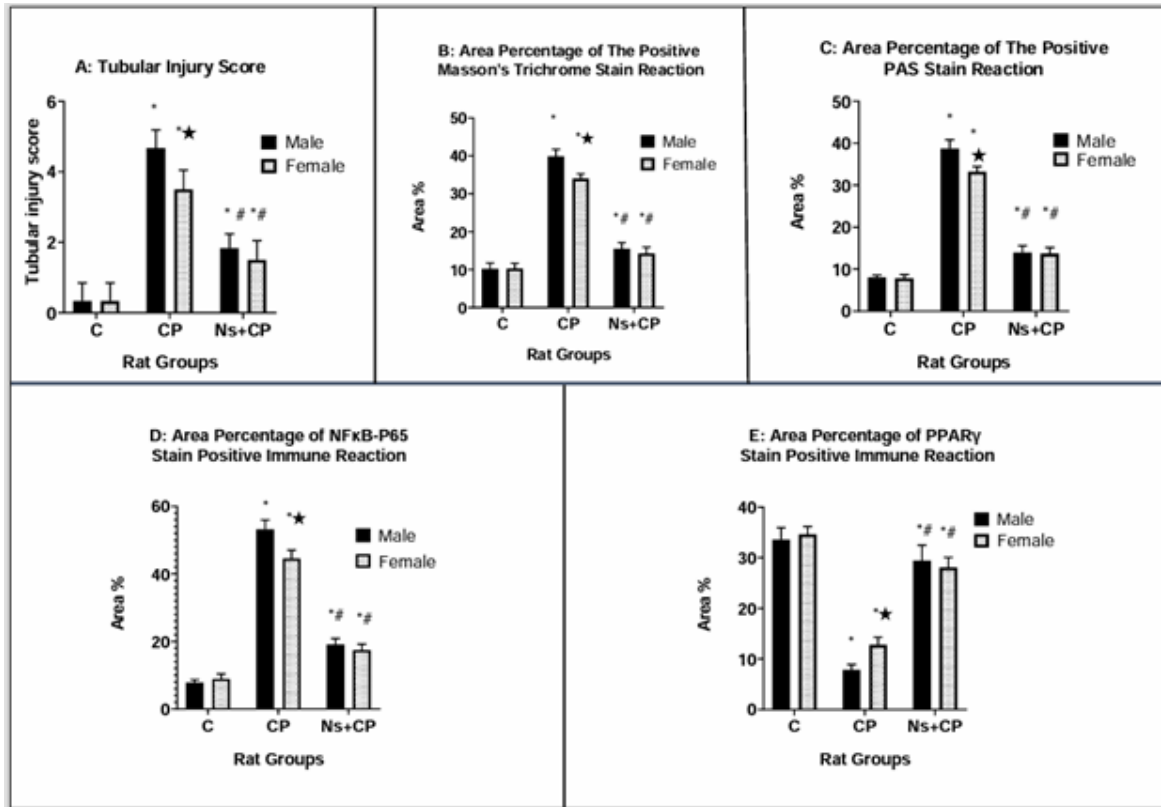 A: Tubular Injury Score
Tubular injury score
6
4
2
0
*
*★
* #
*#
Male
Female
C
CP
Ns+CP
Rat Groups
B: Area Percentage of The Positive
Masson's Trichrome Stain Reaction
Area %
50
40
30
20
10
0
*
*★
*#
*#
Male
Female
C
CP
Ns+CP
Rat Groups
C: Area Percentage of The Positive
PAS Stain Reaction
Area %
50
40
30
20
10
0
*
*
★
*#
*#
Male
Female
C
CP
Ns+CP
Rat Groups
D: Area Percentage of NFκB-P65
Stain Positive Immune Reaction
Area %
60
40
20
0
*
*★
*#
*#
Male
Female
C
CP
Ns+CP
Rat Groups
E: Area Percentage of PPARγ
Stain Positive Immune Reaction
Area %
40
30
20
10
0
*
*★
*#
*#
Male
Female
C
CP
Ns+CP
Rat Groups